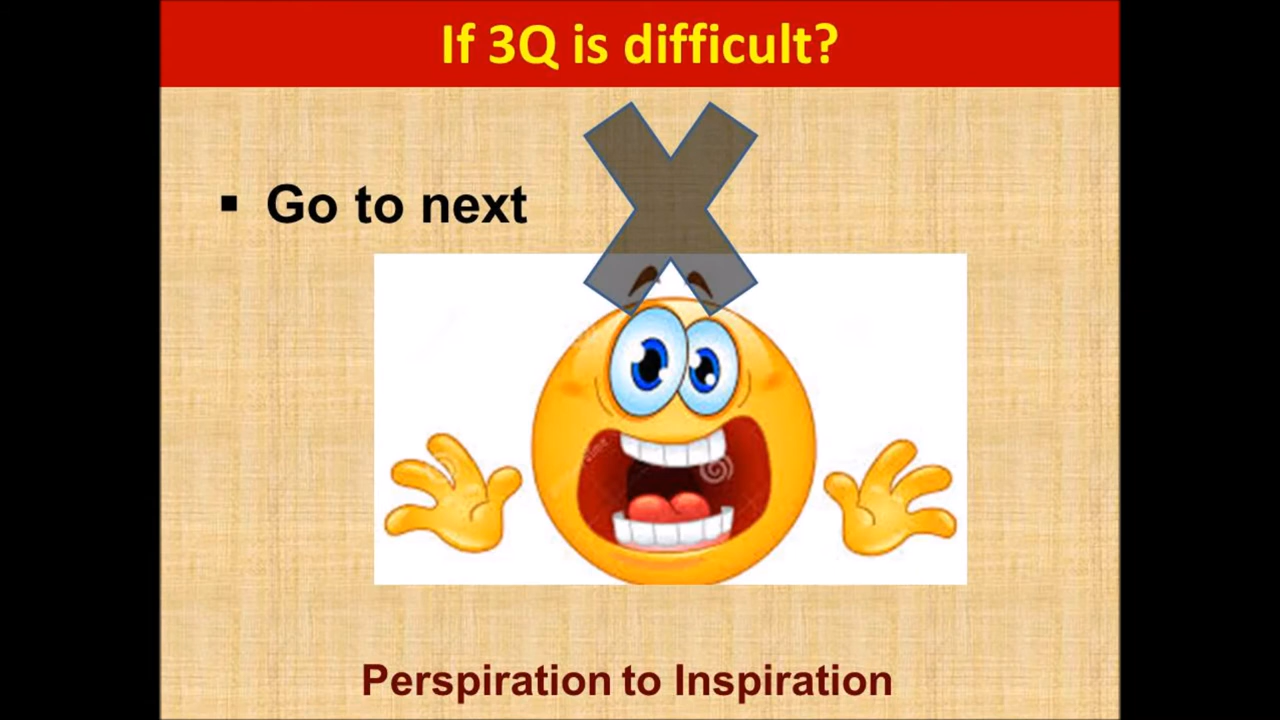 If 3Q is difficult?
▪ Go to next
Perspiration to Inspiration